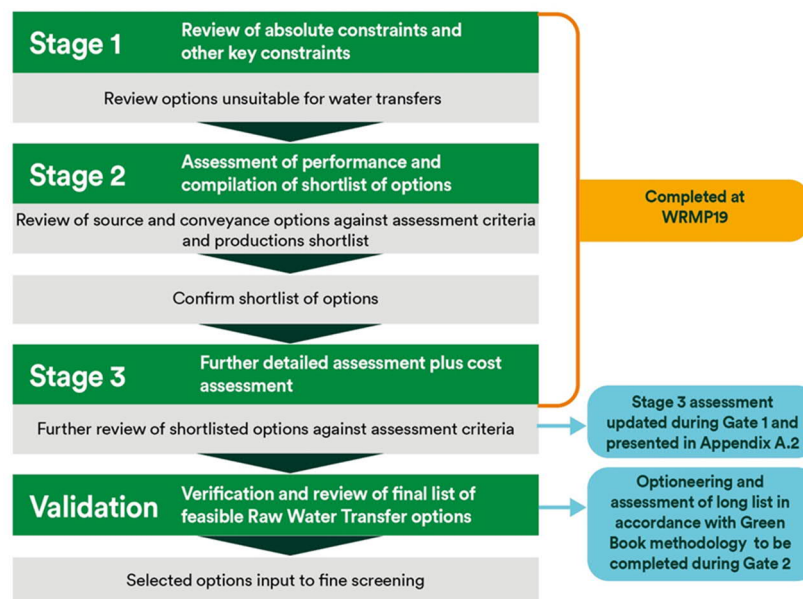 Stage 1
Review of absolute constraints and
other key constraints
Review options unsuitable for water transfers
Stage 2
Assessment of performance and
compilation of shortlist of options
Review of source and conveyance options against assessment criteria
and productions shortlist
Confirm shortlist of options
Completed at
WRMP19
Stage 3
Further detailed assessment plus cost
assessment
Further review of shortlisted options against assessment criteria
Stage 3 assessment
updated during Gate 1 and
presented in Appendix A.2
Validation
Verification and review of final list of
feasible Raw Water Transfer options
Optioneering and
assessment of long list in
accordance with Green
Book methodology to be
completed during Gate 2
Selected options input to fine screening